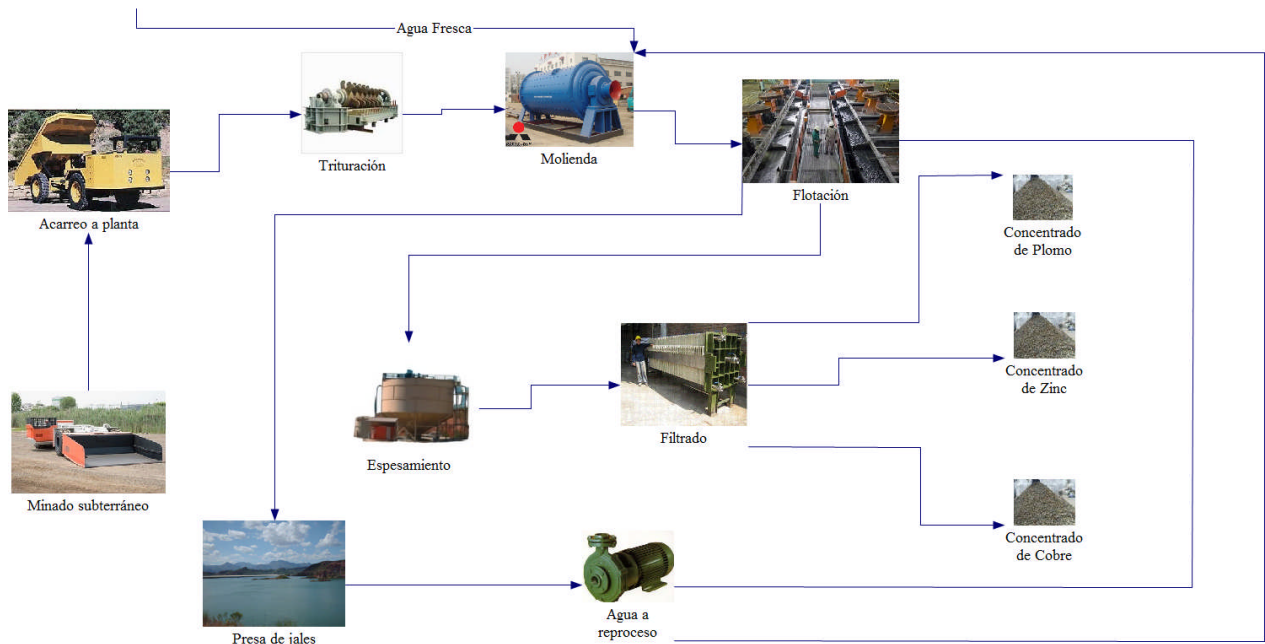 Agua Fresca
Trituración
Molienda
Acarreo a planta
Flotación
Concentrado
de Plomo
Concentrado
de Zinc
Espesamiento
Filtrado
Minado subterráneo
Concentrado
de Cobre
Presa de jales
Agua a
reproceso